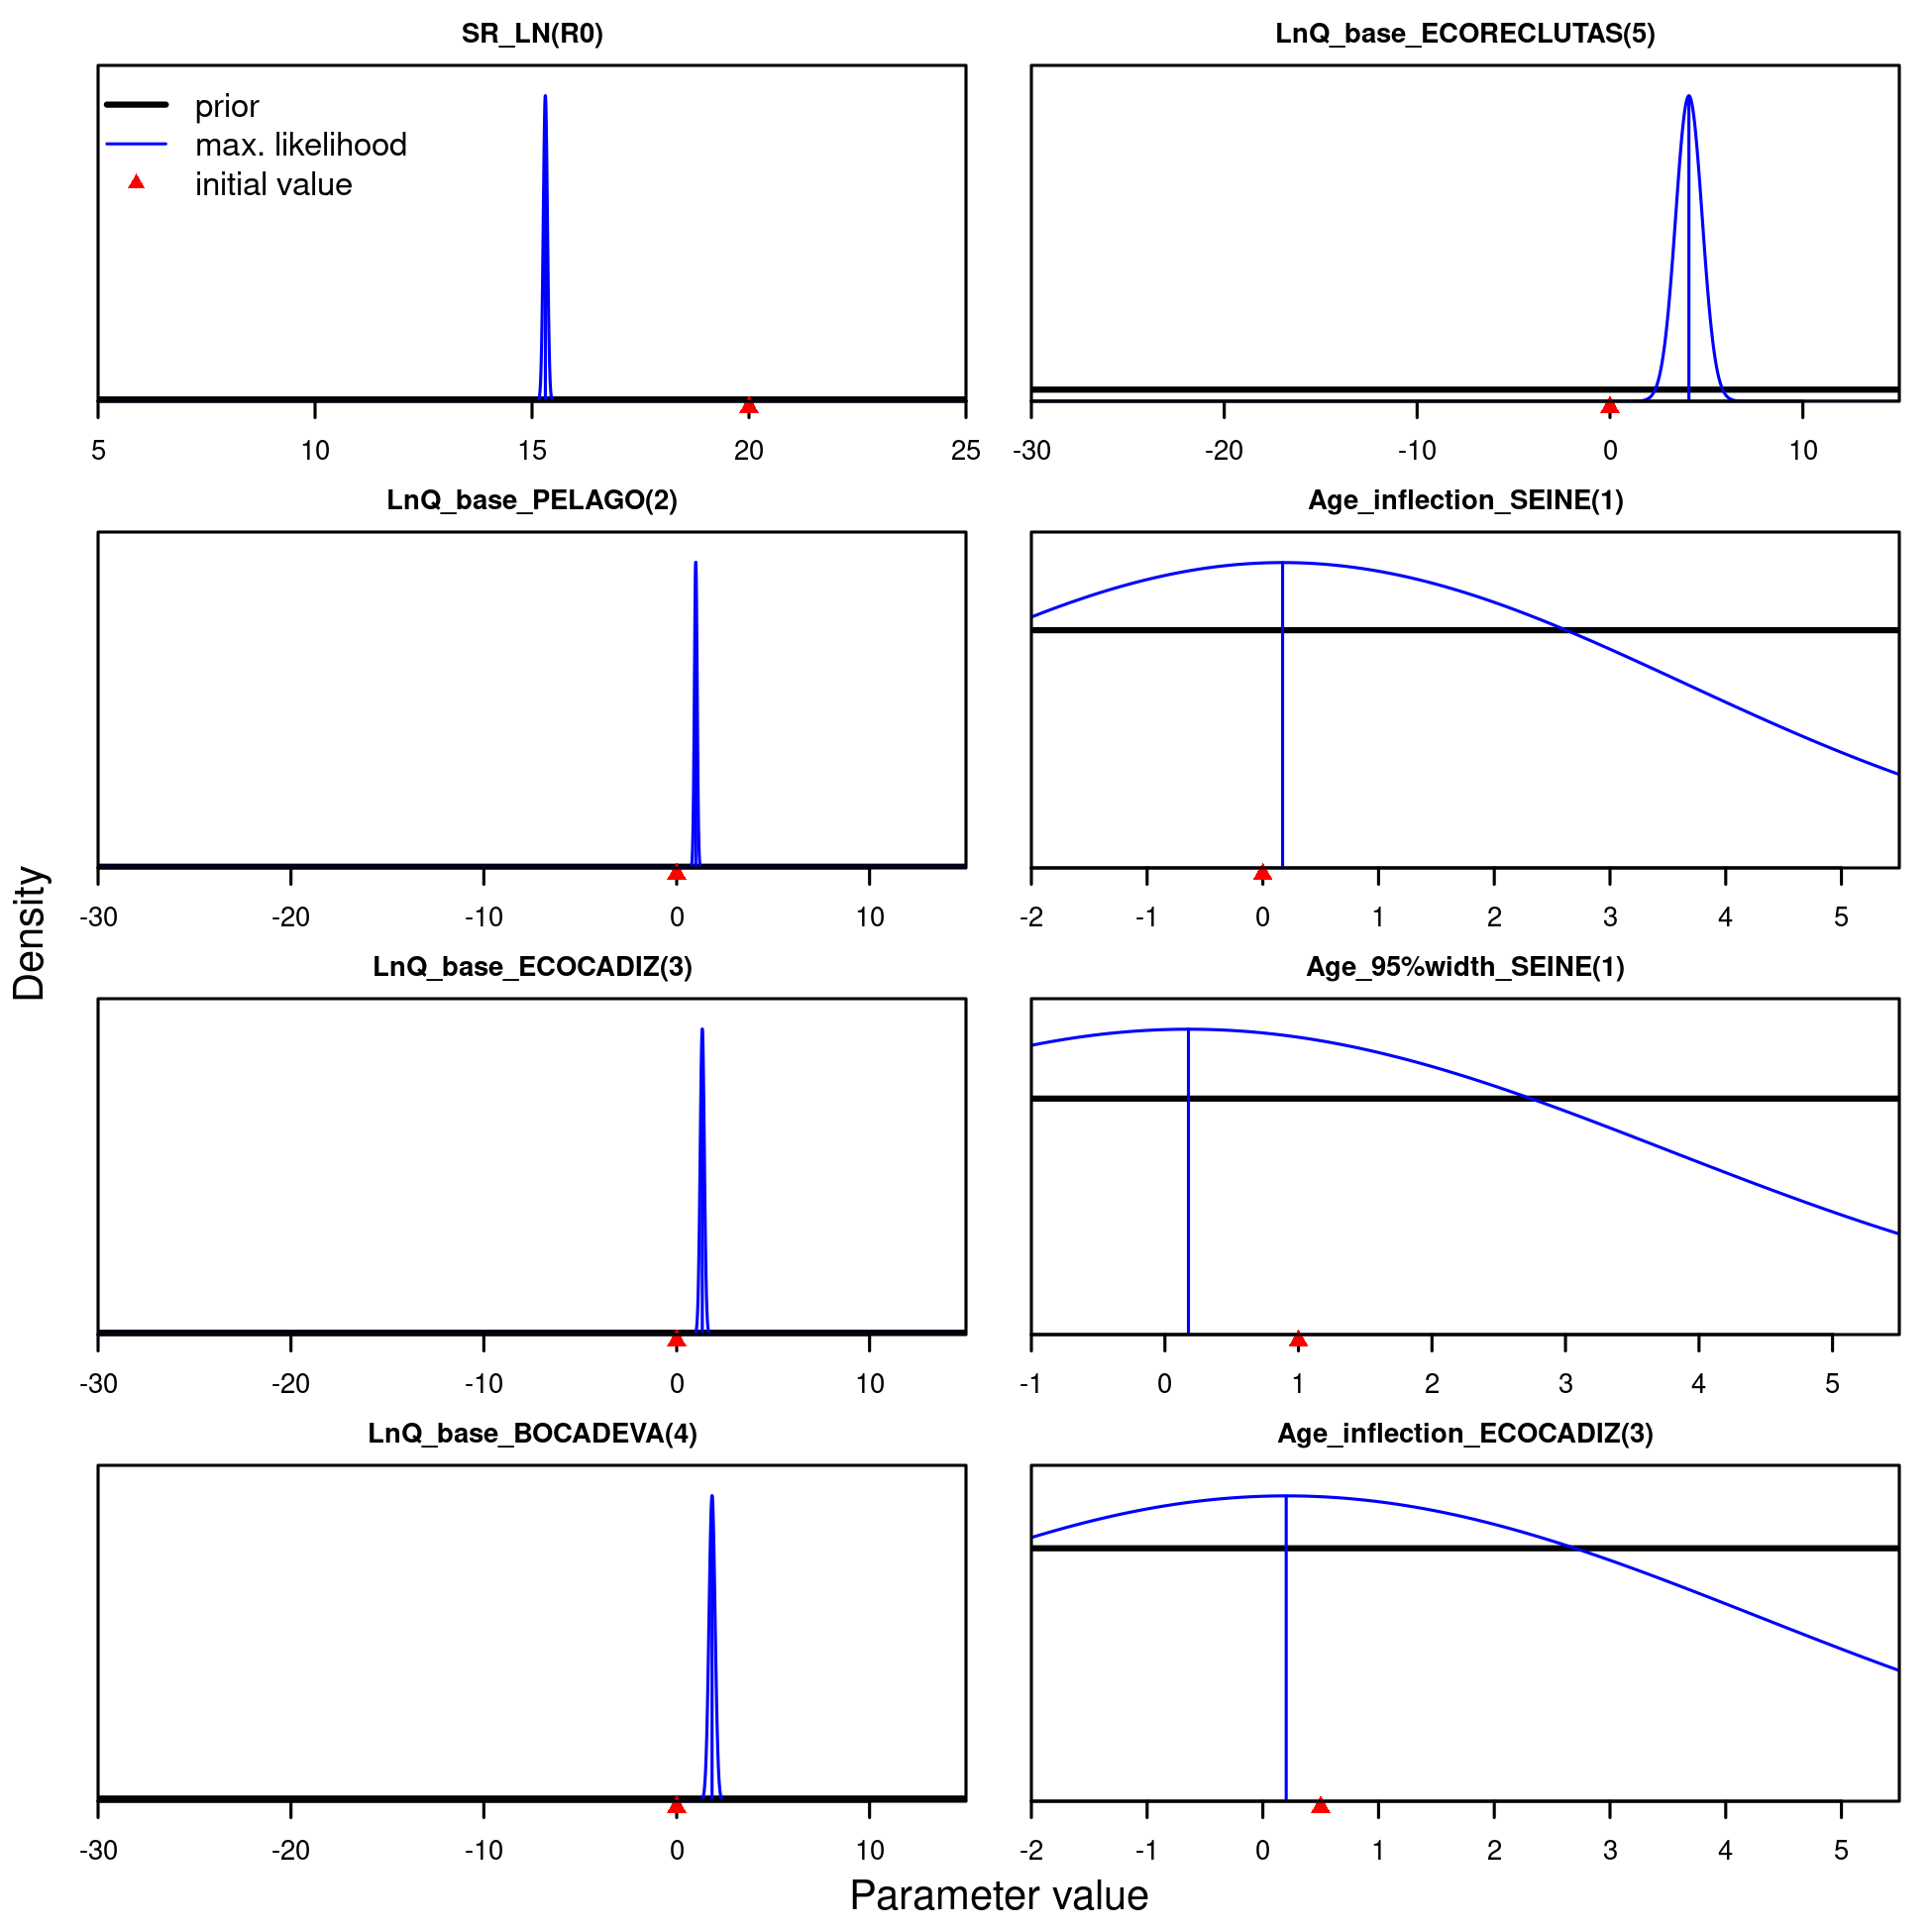 SR_LN(R0)
prior
max. likelihood
initial value
5 10 15 20 25
LnQ_base_ECORECLUTAS(5)
-30 -20 -10 0 10
LnQ_base_PELAGO(2)
-30 -20 -10 0 10
Age_inflection_SEINE(1)
-2 -1 0 1 2 3 4 5
LnQ_base_ECOCADIZ(3)
-30 -20 -10 0 10
Age_95%width_SEINE(1)
-1 0 1 2 3 4 5
LnQ_base_BOCADEVA(4)
-30 -20 -10 0 10
Age_inflection_ECOCADIZ(3)
-2 -1 0 1 2 3 4 5
Density
Parameter value